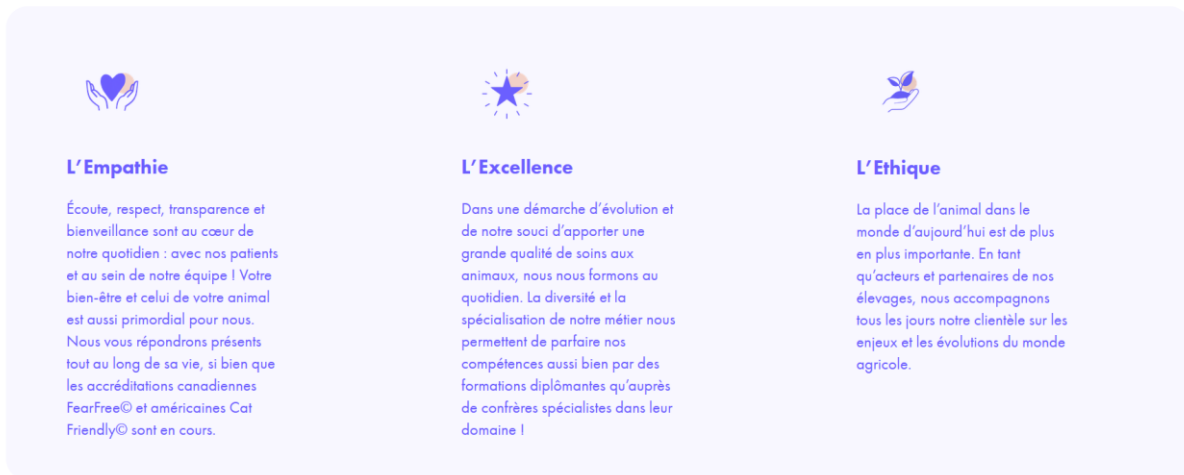 L'Empathie
Écoute, respect, transparence et
bienveillance sont au cœur de
notre quotidien : avec nos patients
et au sein de notre équipe ! Votre
bien-être et celui de votre animal
est aussi primordial pour nous.
Nous vous répondrons présents
tout au long de sa vie, si bien que
les accréditations canadiennes
FearFree© et américaines Cat
Friendly© sont en cours.
L'Excellence
Dans une démarche d'évolution et
de notre souci d'apporter une
grande qualité de soins aux
animaux, nous nous formons au
quotidien. La diversité et la
spécialisation de notre métier nous
permettent de parfaire nos
compétences aussi bien par des
formations diplômantes qu'auprès
de confrères spécialistes dans leur
domaine !
L'Ethique
La place de l'animal dans le
monde d'aujourd'hui est de plus
en plus importante. En tant
qu'acteurs et partenaires de nos
élevages, nous accompagnons
tous les jours notre clientèle sur les
enjeux et les évolutions du monde
agricole.